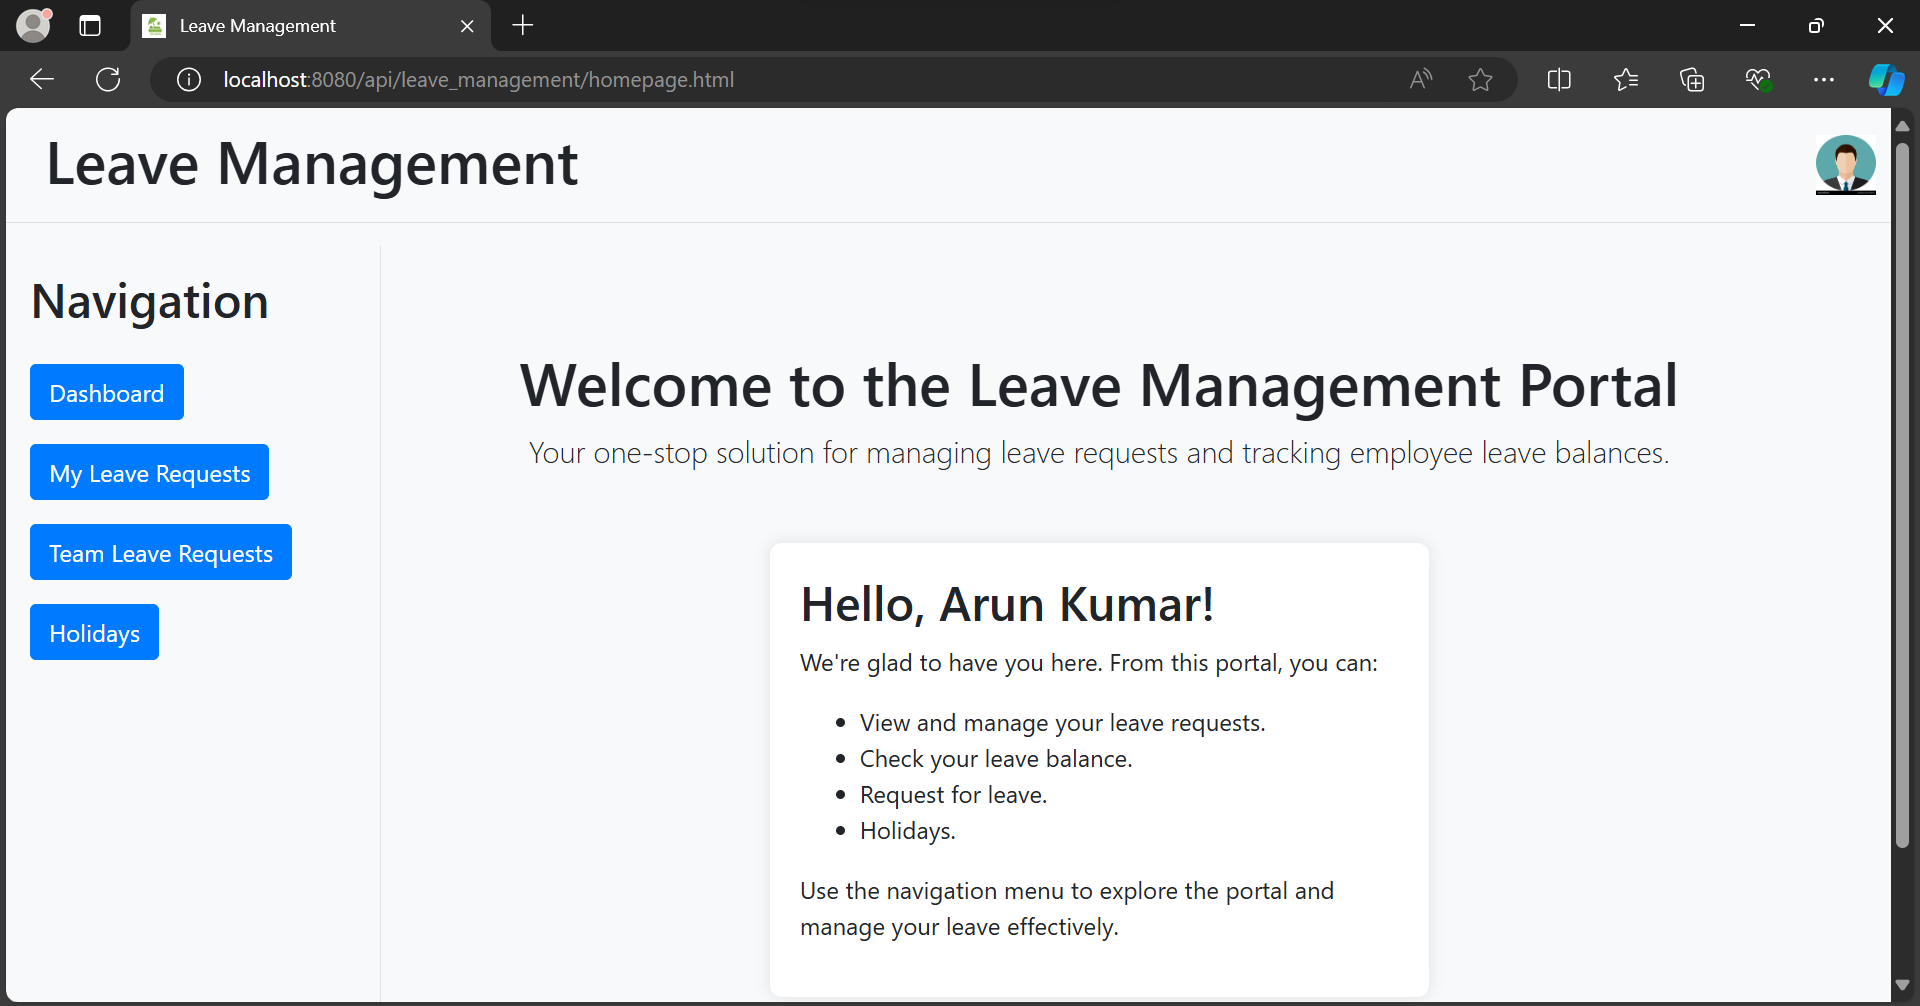 Leave Management
localhost:8080/api/leave_management/homepage.html
Leave Management
Navigation
Dashboard
My Leave Requests
Team Leave Requests
Holidays
Welcome to the Leave Management Portal
Your one-stop solution for managing leave requests and tracking employee leave balances.
Hello, Arun Kumar!
We're glad to have you here. From this portal, you can:
View and manage your leave requests.
Check your leave balance.
Request for leave.
Holidays.
Use the navigation menu to explore the portal and
manage your leave effectively.